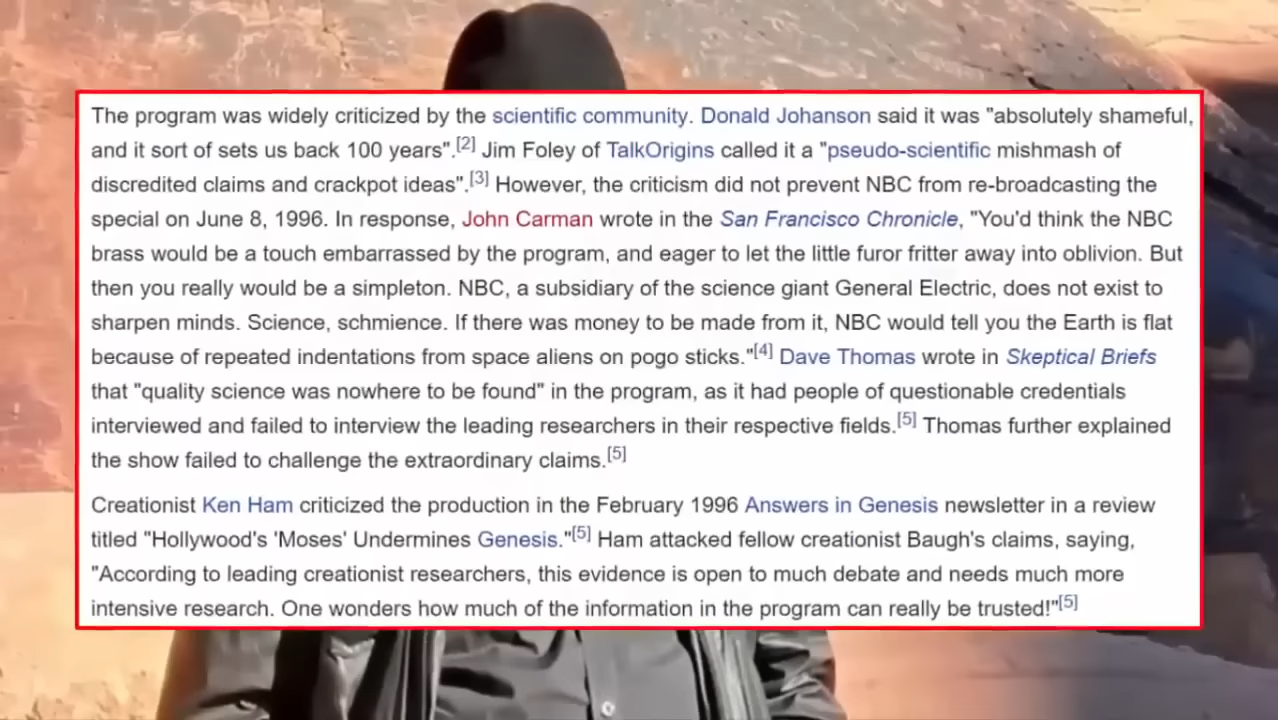 The program was widely criticized by the scientific community. Donald Johanson said it was "absolutely shameful,
and it sort of sets us back 100 years".[2] Jim Foley of TalkOrigins called it a "pseudo-scientific mishmash of
discredited claims and crackpot ideas".[3] However, the criticism did not prevent NBC from re-broadcasting the
special on June 8, 1996. In response, John Carman wrote in the San Francisco Chronicle, "You'd think the NBC
brass would be a touch embarrassed by the program, and eager to let the little furor fritter away into oblivion. But
then you really would be a simpleton. NBC, a subsidiary of the science giant General Electric, does not exist to
sharpen minds. Science, schmience. If there was money to be made from it, NBC would tell you the Earth is flat
because of repeated indentations from space aliens on pogo sticks."[4] Dave Thomas wrote in Skeptical Briefs
that "quality science was nowhere to be found" in the program, as it had people of questionable credentials
interviewed and failed to interview the leading researchers in their respective fields.[5] Thomas further explained
the show failed to challenge the extraordinary claims.[5]
Creationist Ken Ham criticized the production in the February 1996 Answers in Genesis newsletter in a review
titled "Hollywood's 'Moses' Undermines Genesis."[5] Ham attacked fellow creationist Baugh's claims, saying,
"According to leading creationist researchers, this evidence is open to much debate and needs much more
intensive research. One wonders how much of the information in the program can really be trusted!"[5]